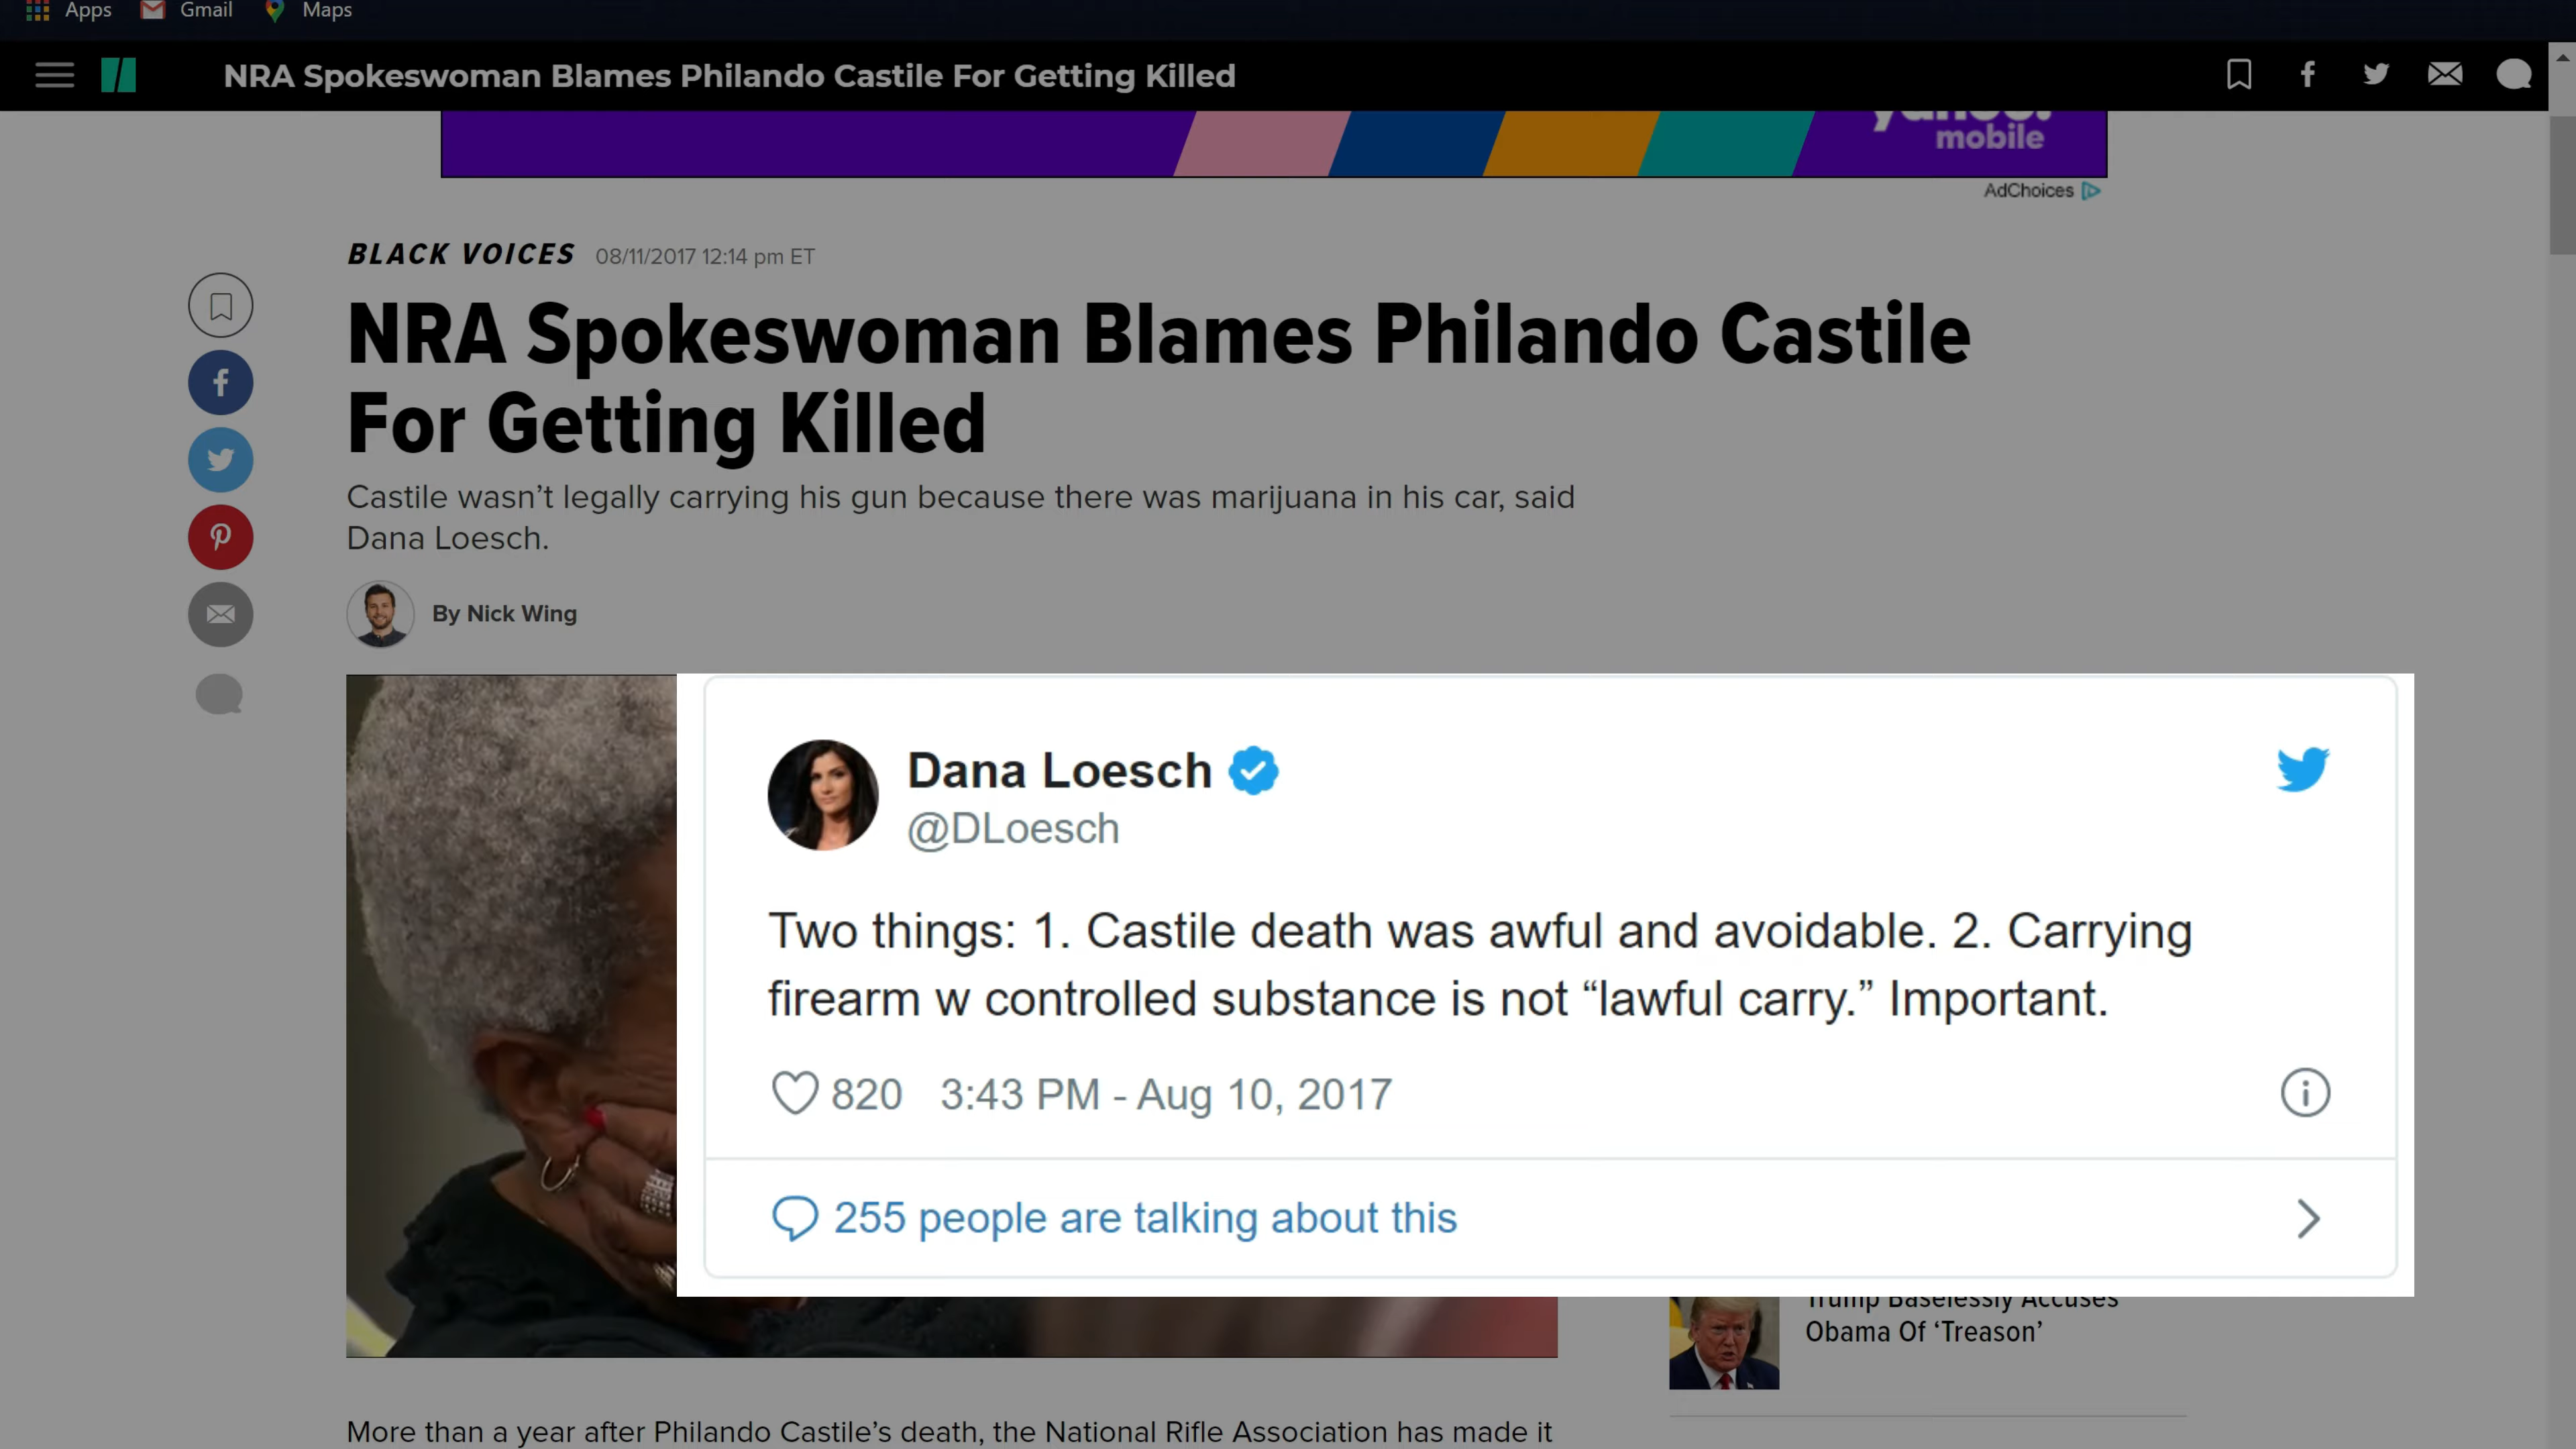 Apps Gmail Maps
NRA Spokeswoman Blames Philando Castile For Getting Killed
mobile
AdChoices
BLACK VOICES 08/11/2017 12:14 pm ET
NRA Spokeswoman Blames Philando Castile
For Getting Killed
Castile wasn’t legally carrying his gun because there was marijuana in his car, said
Dana Loesch.
By Nick Wing
Dana Loesch
@DLoesch
Two things: 1. Castile death was awful and avoidable. 2. Carrying
firearm w controlled substance is not “lawful carry.” Important.
820 3:43 PM - Aug 10, 2017
255 people are talking about this
Trump Baselessly Accuses
Obama Of ‘Treason’
More than a year after Philando Castile’s death, the National Rifle Association has made it